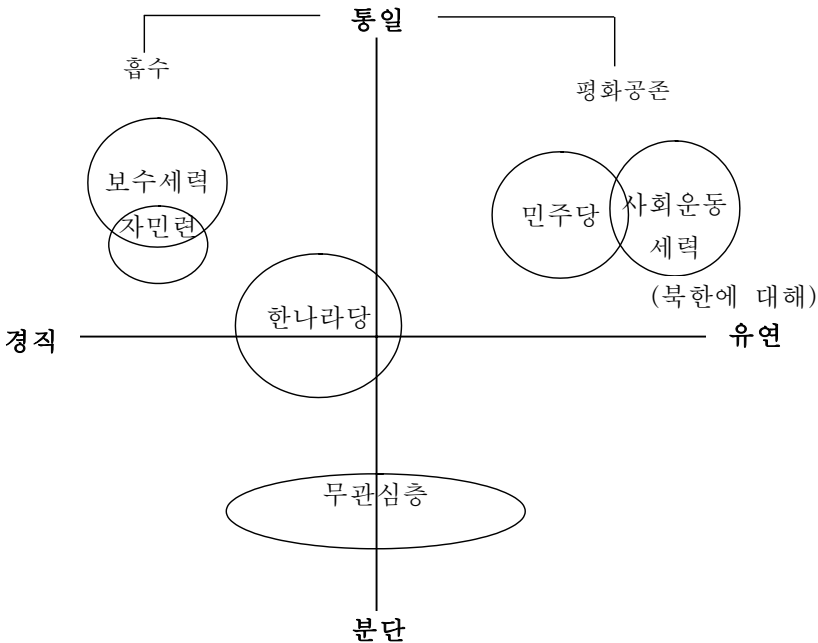 통일
흡수
평화공존
보수세력
자민련
민주당
사회운동
세력
(북한에 대해)
한나라당
경직
유연
무관심층
분단